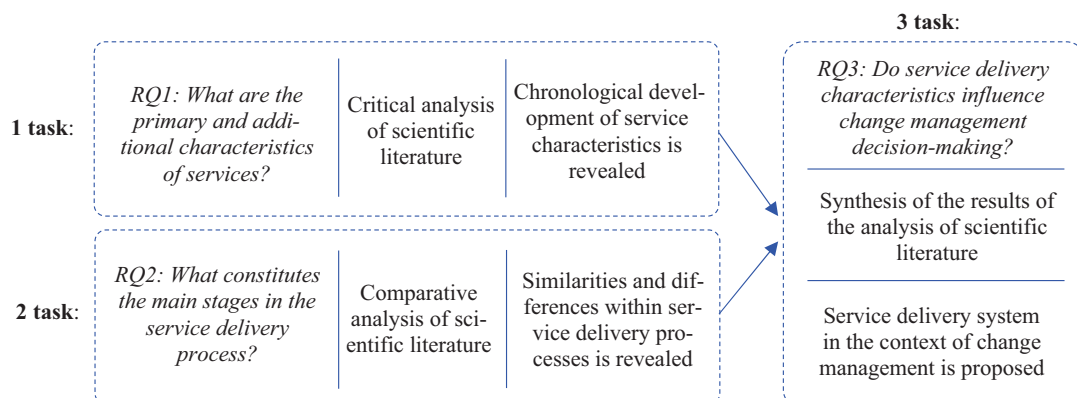 3 task:
1 task:
RQ1: What are the
primary and addi-
tional characteristics
of services?
Critical analysis
of scientific
literature
Chronological devel-
opment of service
characteristics is
revealed
2 task:
RQ2: What constitutes
the main stages in the
service delivery
process?
Comparative
analysis of sci-
entific literature
Similarities and dif-
ferences within ser-
vice delivery pro-
cesses is revealed
RQ3: Do service delivery
characteristics influence
change management
decision-making?
Synthesis of the results of
the analysis of scientific
literature
Service delivery system
in the context of change
management is proposed